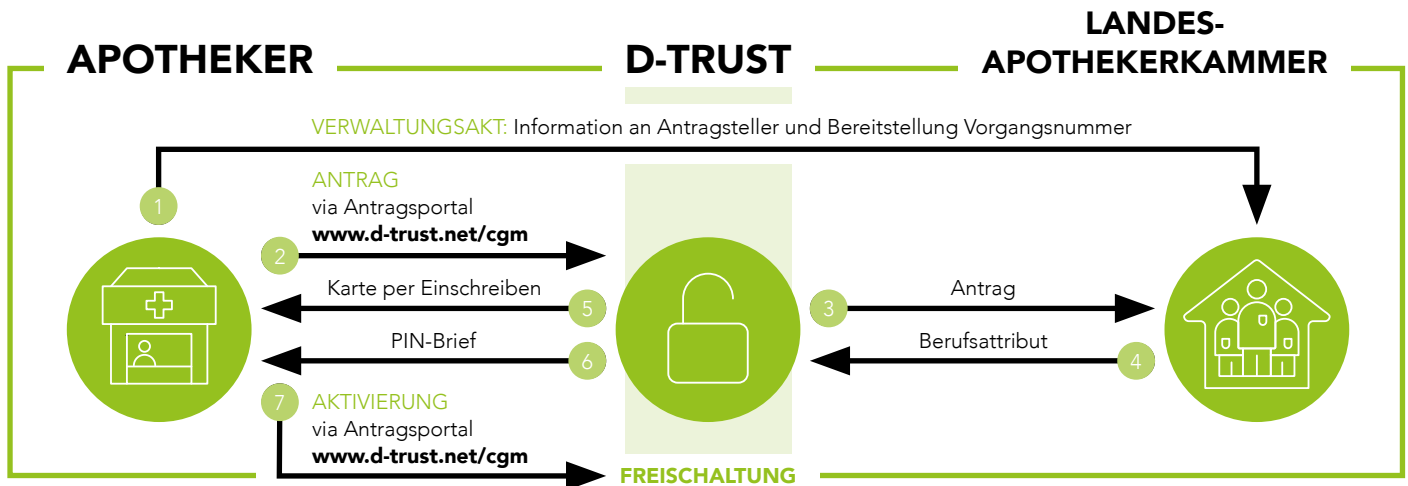 APOTHEKER
D-TRUST
LANDES-
APOTHEKERKAMMER
VERWALTUNGSAKT: Information an Antragsteller und Bereitstellung Vorgangsnummer
1
ANTRAG
via Antragsportal
www.d-trust.net/cgm
2
Karte per Einschreiben
5
3
Antrag
PIN-Brief
6
Berufsattribut
4
7
AKTIVIERUNG
via Antragsportal
www.d-trust.net/cgm
FREISCHALTUNG